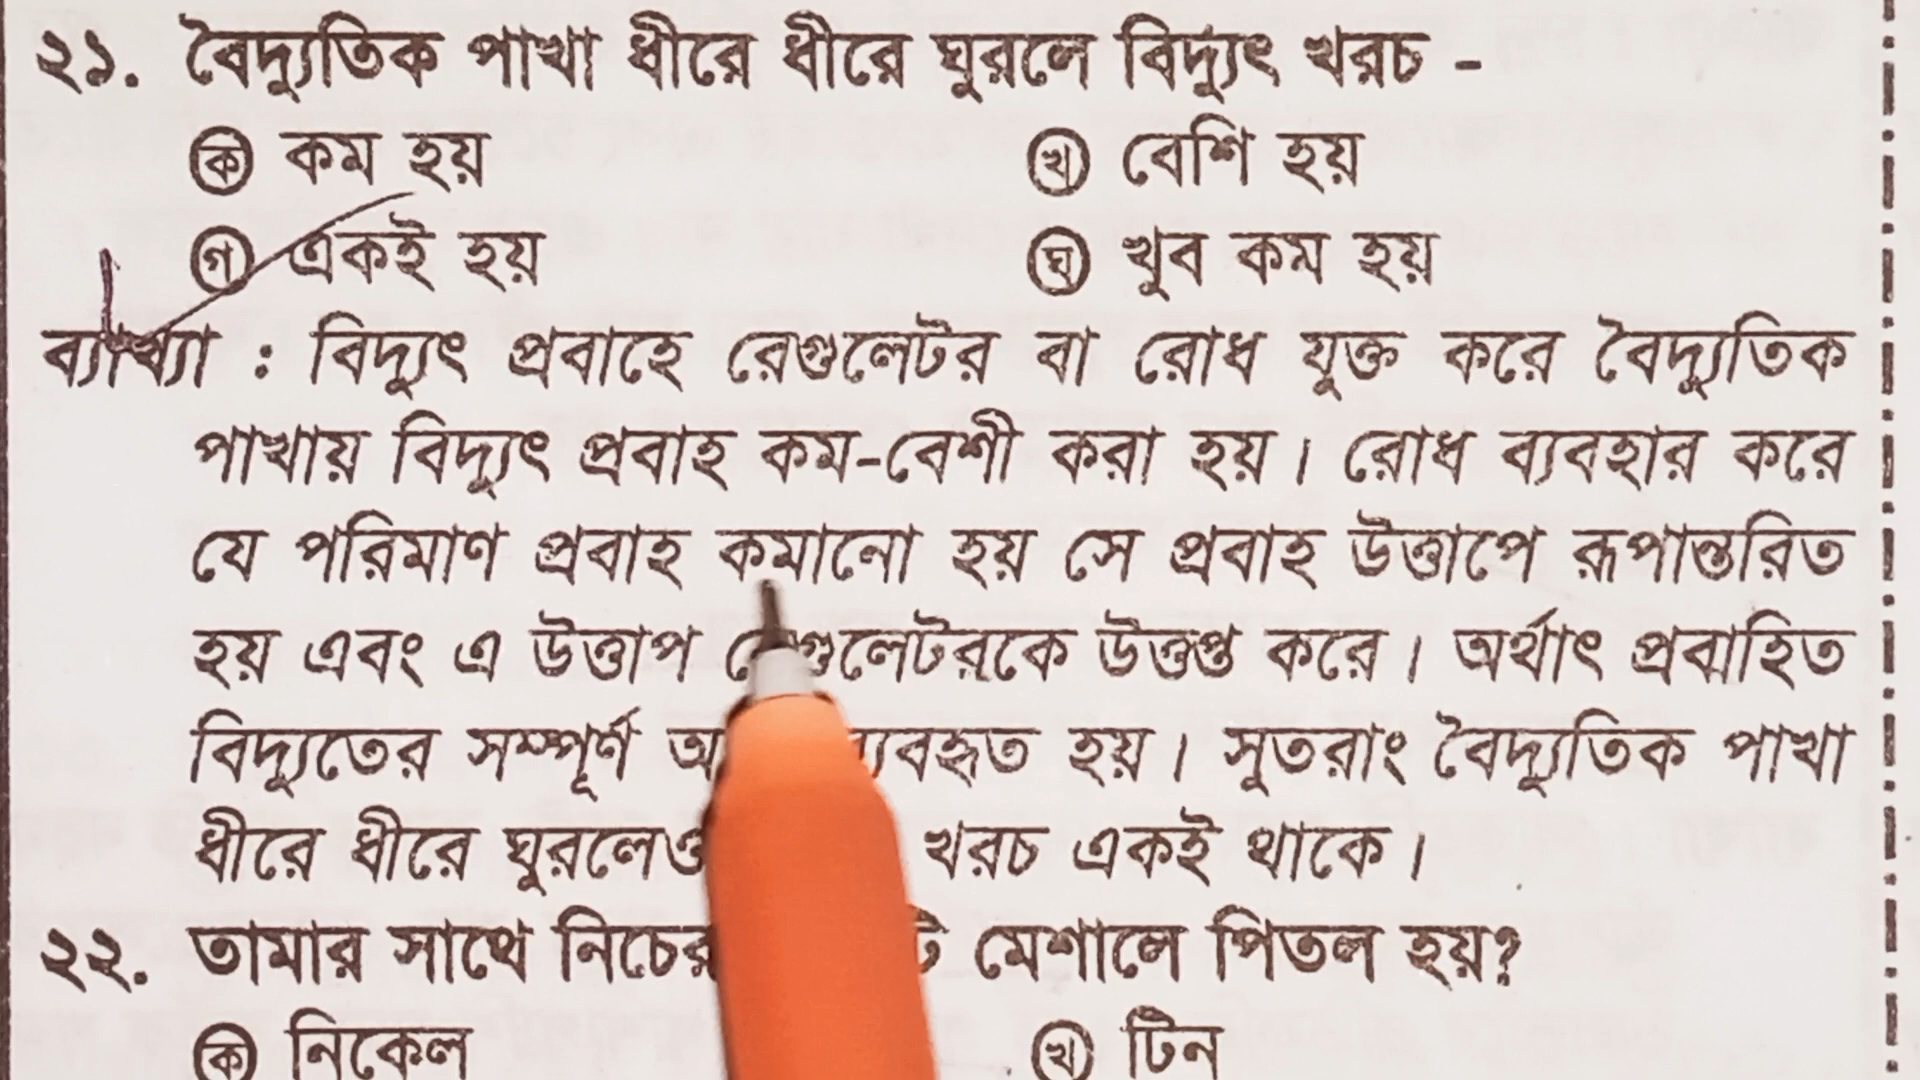 ২১. বৈদ্যুতিক পাখা ধীরে ধীরে ঘুরলে বিদ্যুৎ খরচ -
ক কম হয় খ বেশি হয়
গ একই হয় ঘ খুব কম হয়
ব্যাখ্যা : বিদ্যুৎ প্রবাহে রেগুলেটর বা রোধ যুক্ত করে বৈদ্যুতিক
পাখায় বিদ্যুৎ প্রবাহ কম-বেশী করা হয়। রোধ ব্যবহার করে
যে পরিমাণ প্রবাহ কমানো হয় সে প্রবাহ উত্তাপে রূপান্তরিত
হয় এবং এ উত্তাপ রেগুলেটরকে উত্তপ্ত করে। অর্থাৎ প্রবাহিত
বিদ্যুতের সম্পূর্ণ ব্যবহৃত হয়। সুতরাং বৈদ্যুতিক পাখা
ধীরে ধীরে ঘুরলেও খরচ একই থাকে।
২২. তামার সাথে নিচের মেশালে পিতল হয়?
ক নিকেল খ টিন